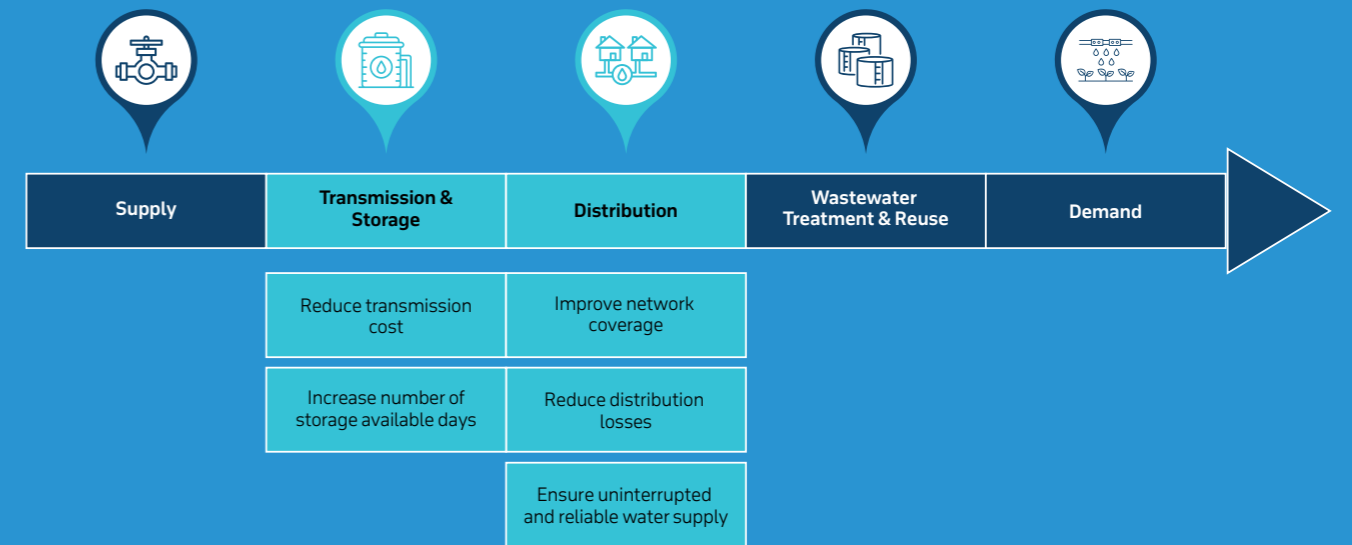 Supply
Transmission &
Storage
Distribution
Wastewater
Treatment & Reuse
Demand
Reduce transmission
cost
Improve network
coverage
Increase number of
storage available days
Reduce distribution
losses
Ensure uninterrupted
and reliable water supply